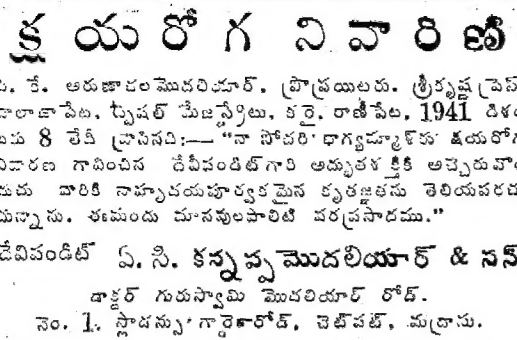 క్షయరోగ నివారిణి
పి. కే. అరుణాచలమొదలియార్, ప్రొప్రయిటరు. శ్రీకృష్ణ ప్రెస్
వాలాజాపేట, స్పెషల్ మేజస్ట్రేటు, కరై. రాణీపేట, 1941 డిశం
బరు 8 తేదీ వ్రాసినది:— "నా సోదరి భాగ్యమ్మాళ్‌కు క్షయరోగ
నివారణ గావించిన దేవీపండిట్ గారి అద్భుతశక్తికి అచ్చెరువొం
దుచు వారికి నాహృదయపూర్వకమైన కృతజ్ఞతను తెలియపరచు
చున్నాను. ఈమందు మానవులపాలిటి వరప్రసాదము."
దేవిపండిట్ ఏ. సి. కన్నప్పమొదలియార్ & సన్
డాక్టర్ గురుస్వామి మొదలియార్ రోడ్.
నెం. 1. స్లాడన్సు గార్డెకారోడ్, చెట్‌పట్, మద్రాసు.